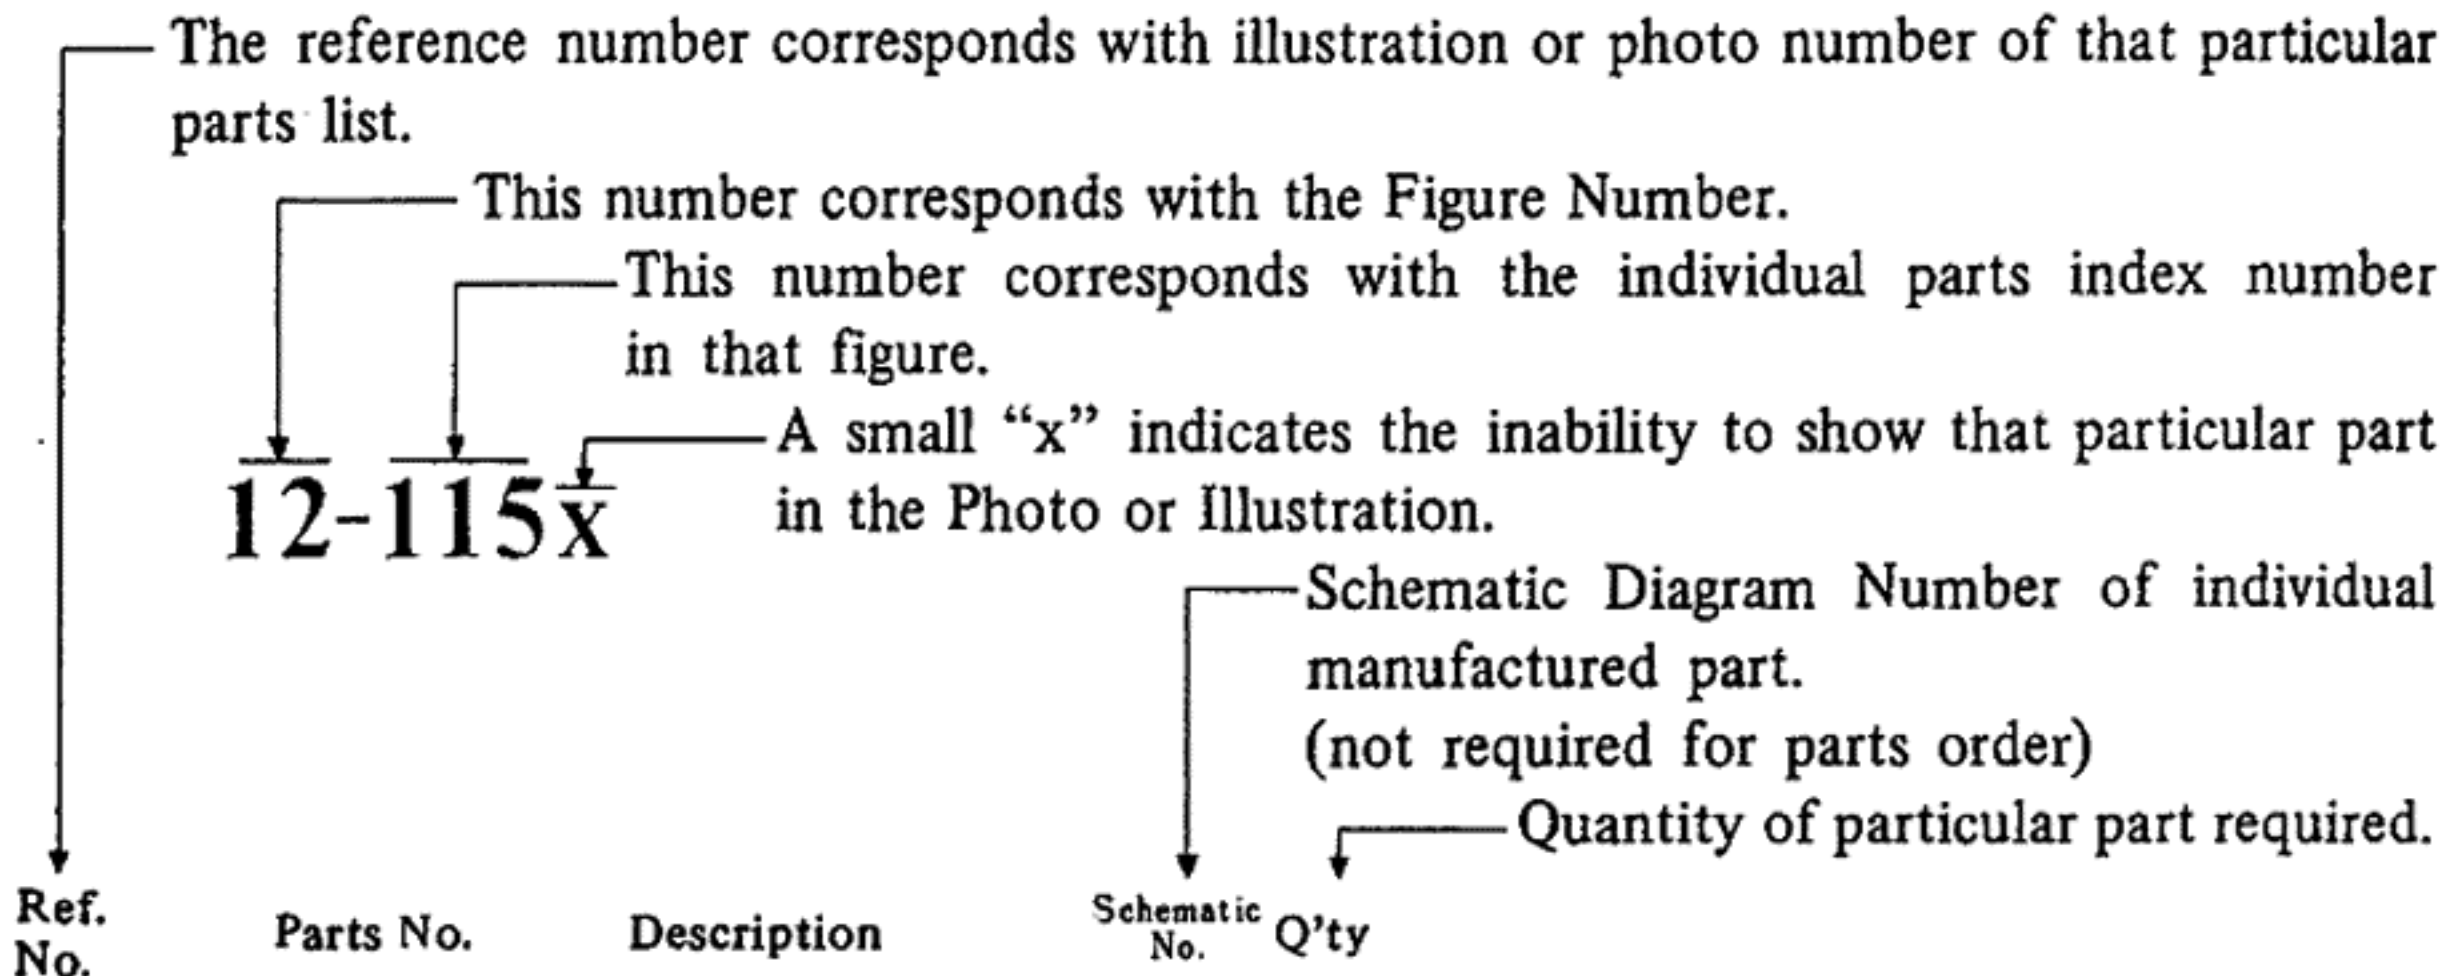 The reference number corresponds with illustration or photo number of that particular
parts list.
This number corresponds with the Figure Number.
This number corresponds with the individual parts index number
in that figure.
A small “x” indicates the inability to show that particular part
in the Photo or Illustration.
12-115x
Schematic Diagram Number of individual
manufactured part.
(not required for parts order)
Quantity of particular part required.
Ref.
No.
Parts No.
Description
Schematic
No.
Q'ty